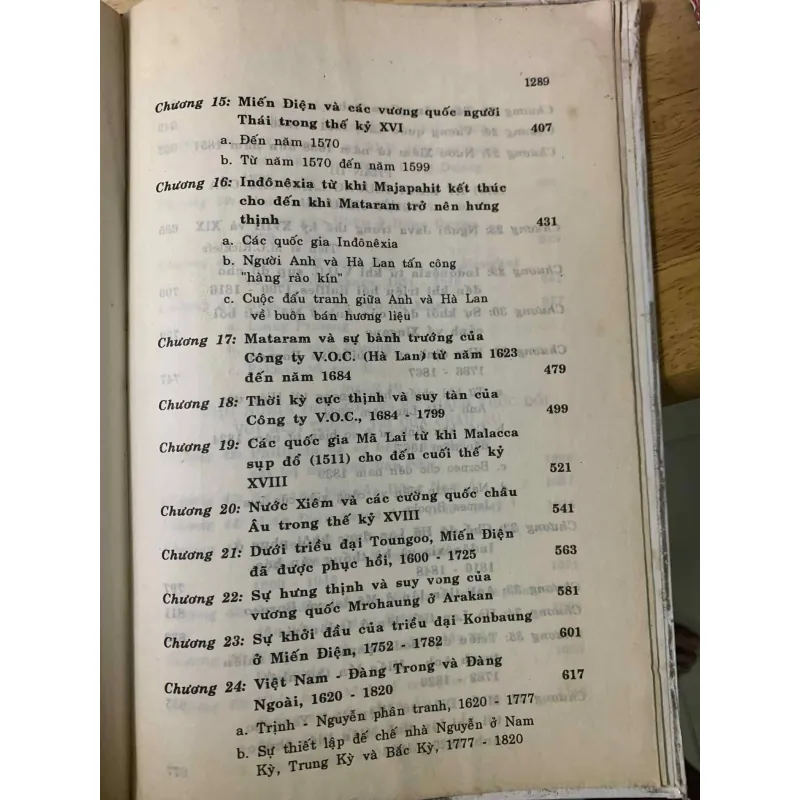 1289
Chương 15: Miến Điện và các vương quốc người
Thái trong thế kỷ XVI 407
a. Đến năm 1570
b. Từ năm 1570 đến năm 1599
Chương 16: Inđônêxia từ khi Majapahit kết thúc
cho đến khi Mataram trở nên hưng
thịnh 431
a. Các quốc gia Inđônêxia
b. Người Anh và Hà Lan tấn công
"hàng rào kín"
c. Cuộc đấu tranh giữa Anh và Hà Lan
về buôn bán hương liệu
Chương 17: Mataram và sự bành trướng của
Công ty V.O.C. (Hà Lan) từ năm 1623
đến năm 1684 479
Chương 18: Thời kỳ cực thịnh và suy tàn của
Công ty V.O.C., 1684 - 1799 499
Chương 19: Các quốc gia Mã Lai từ khi Malacca
sụp đổ (1511) cho đến cuối thế kỷ
XVIII 521
Chương 20: Nước Xiêm và các cường quốc châu
Âu trong thế kỷ XVIII 541
Chương 21: Dưới triều đại Toungoo, Miến Điện
đã được phục hồi, 1600 - 1725 563
Chương 22: Sự hưng thịnh và suy vong của
vương quốc Mrohaung ở Arakan 581
Chương 23: Sự khởi đầu của triều đại Konbaung
ở Miến Điện, 1752 - 1782 601
Chương 24: Việt Nam - Đàng Trong và Đàng
Ngoài, 1620 - 1820 617
a. Trịnh - Nguyễn phân tranh, 1620 - 1777
b. Sự thiết lập đế chế nhà Nguyễn ở Nam
Kỳ, Trung Kỳ và Bắc Kỳ, 1777 - 1820